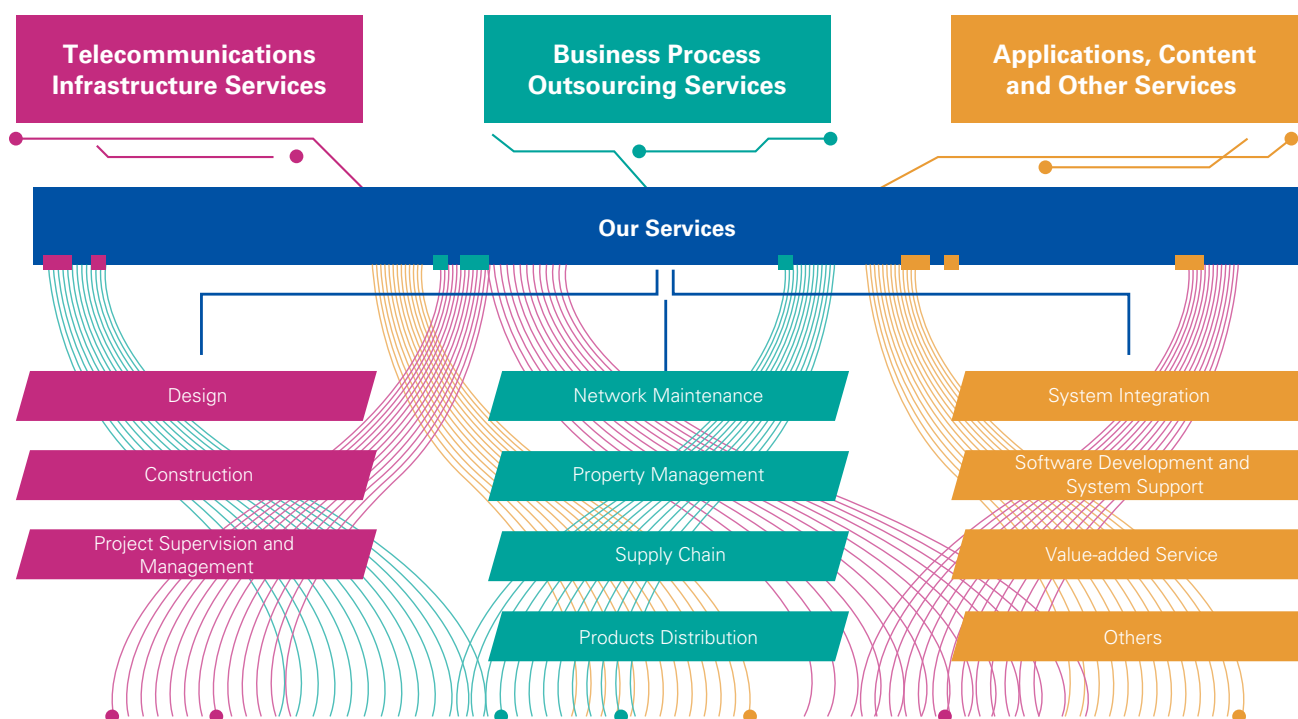 Telecommunications
Infrastructure Services
Business Process
Outsourcing Services
Applications, Content
and Other Services
Our Services
Design
Construction
Project Supervision and
Management
Network Maintenance
Property Management
Supply Chain
Products Distribution
System Integration
Software Development and
System Support
Value-added Service
Others